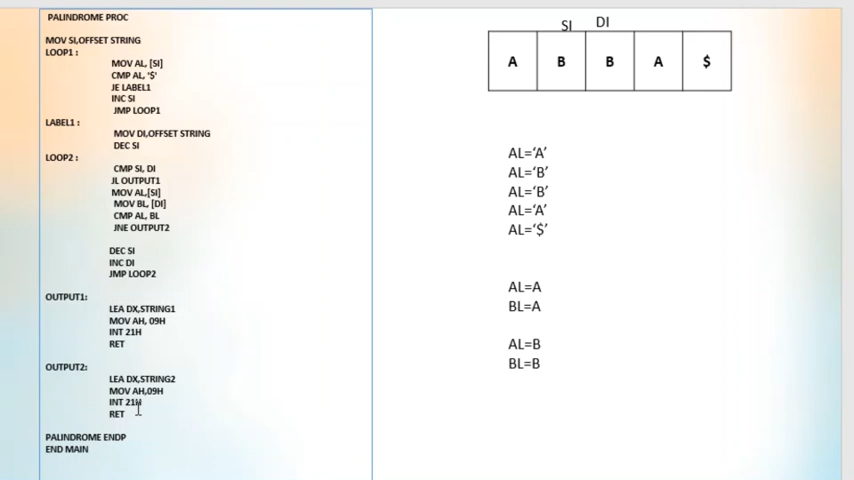 PALINDROME PROC
MOV SI,OFFSET STRING
LOOP1 :
MOV AL, [SI]
CMP AL, '$'
JE LABEL1
INC SI
JMP LOOP1
LABEL1 :
MOV DI,OFFSET STRING
DEC SI
LOOP2 :
CMP SI, DI
JL OUTPUT1
MOV AL,[SI]
MOV BL, [DI]
CMP AL, BL
JNE OUTPUT2
DEC SI
INC DI
JMP LOOP2
OUTPUT1:
LEA DX,STRING1
MOV AH, 09H
INT 21H
RET
OUTPUT2:
LEA DX,STRING2
MOV AH,09H
INT 21H
RET
PALINDROME ENDP
END MAIN
SI DI
A B B A $
AL=‘A’
AL=‘B’
AL=‘B’
AL=‘A’
AL=‘$’
AL=A
BL=A
AL=B
BL=B